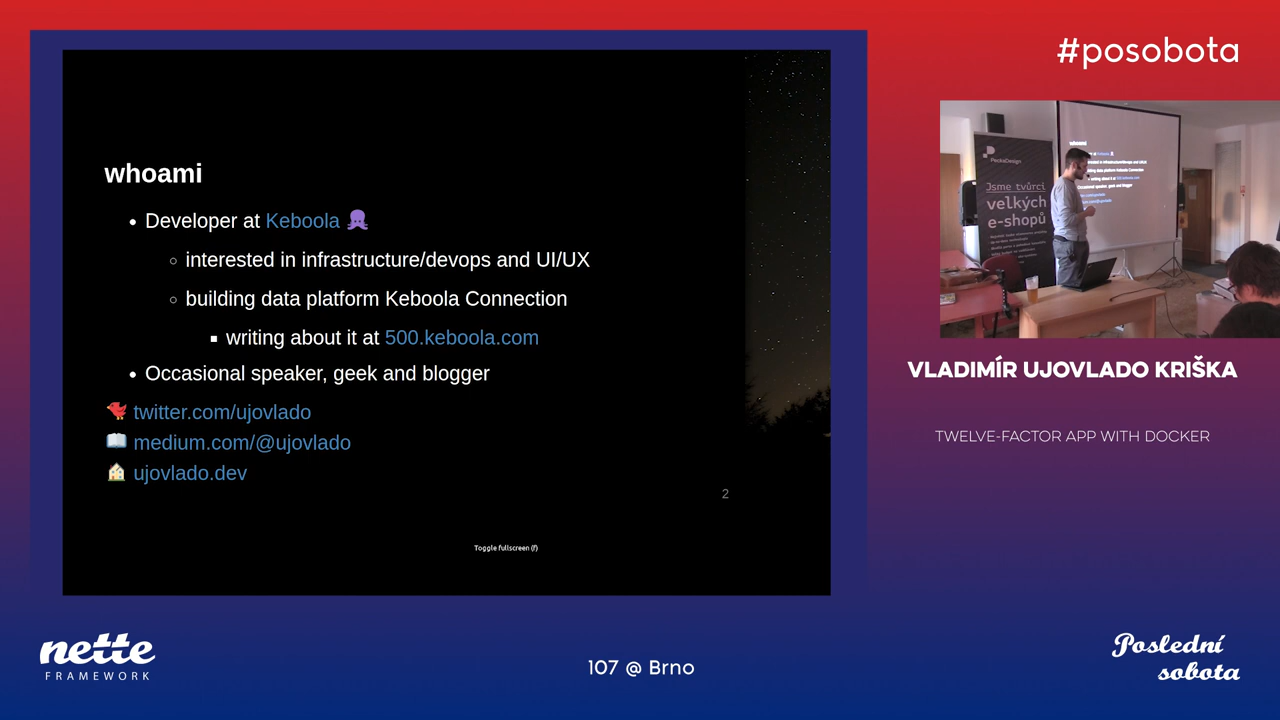 #posobota
whoami
Developer at Keboola
interested in infrastructure/devops and UI/UX
building data platform Keboola Connection
writing about it at 500.keboola.com
Occasional speaker, geek and blogger
twitter.com/ujovlado
medium.com/@ujovlado
ujovlado.dev
2
Toggle fullscreen (f)
PeckaDesign
Jsme tvůrci
velkých
e-shopů
whoami
VLADIMÍR UJOVLADO KRIŠKA
TWELVE-FACTOR APP WITH DOCKER
nette
FRAMEWORK
107 @ Brno
Poslední
sobota